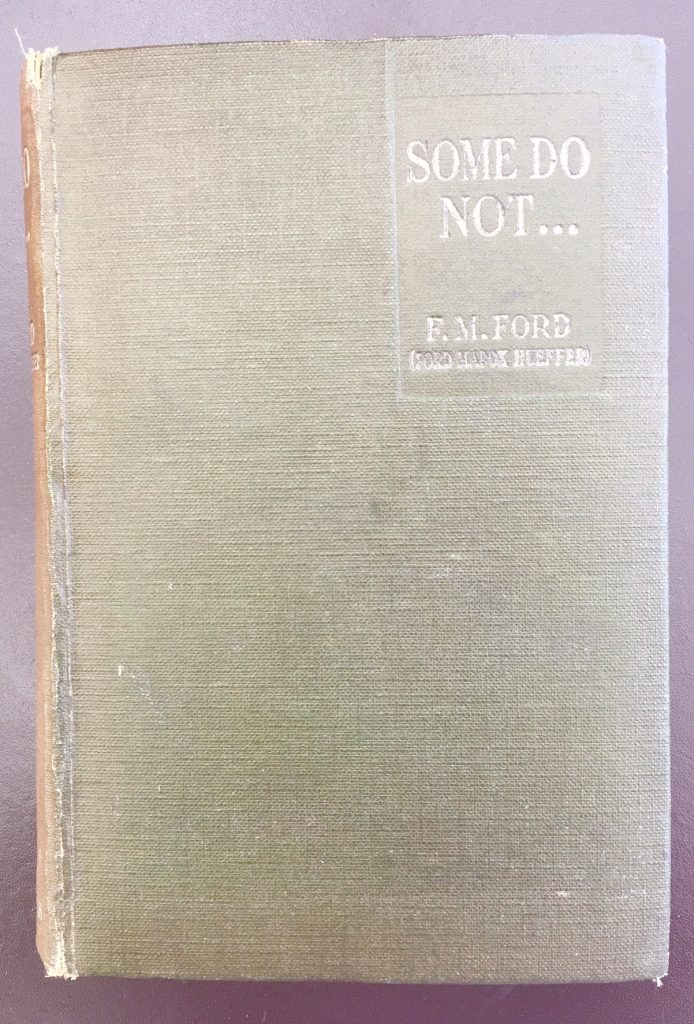 SOME DO
NOT...
F. M. FORD
(FORD MADOX HUEFFER)